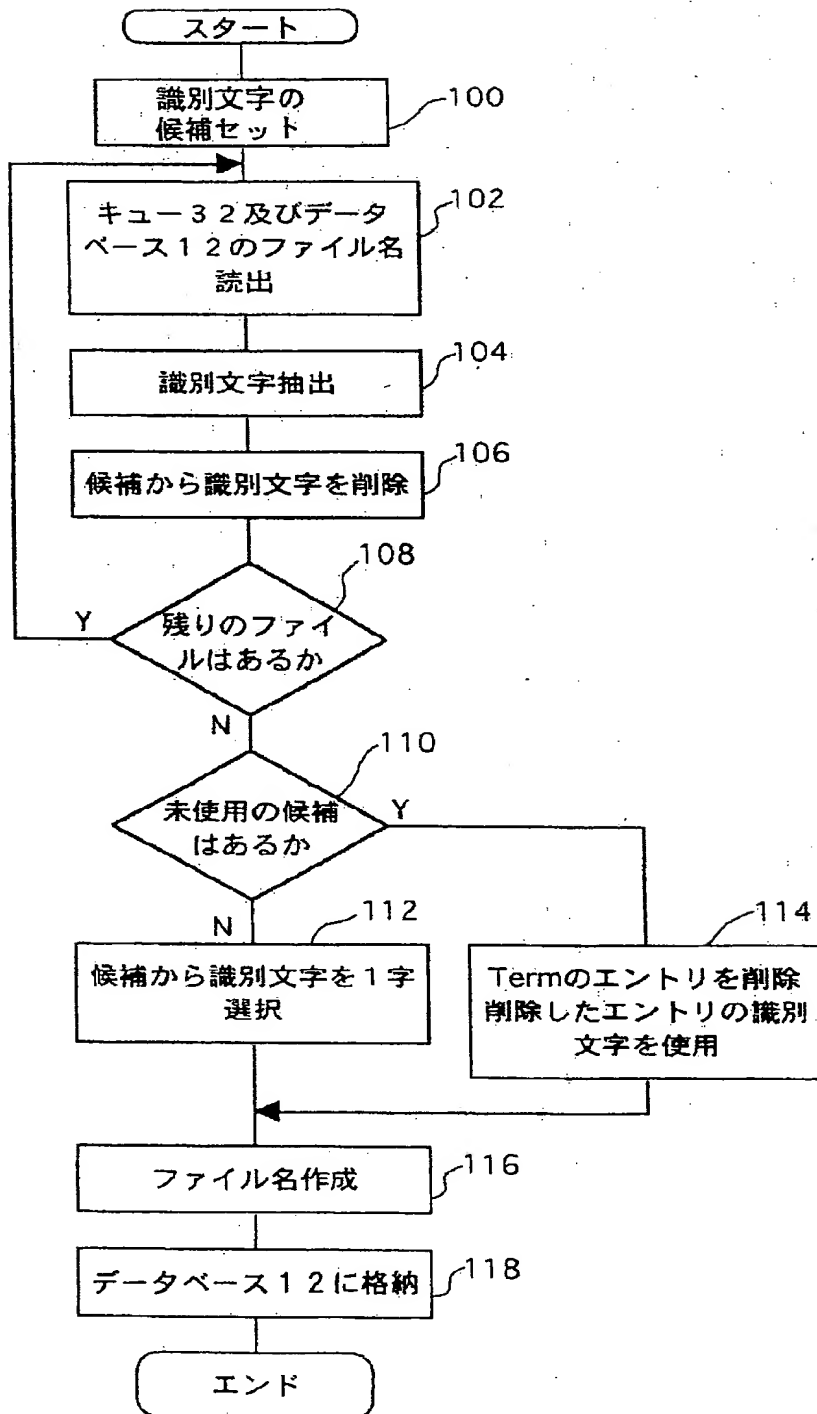 スタート
識別文字の
候補セット
100
キュー32及びデータ
ベース12のファイル名
読出
102
識別文字抽出
104
候補から識別文字を削除
106
108
残りのファイ
ルはあるか
Y
N
110
未使用の候補
はあるか
Y
N
112
候補から識別文字を1字
選択
114
Termのエントリを削除
削除したエントリの識別
文字を使用
ファイル名作成
116
データベース12に格納
118
エンド